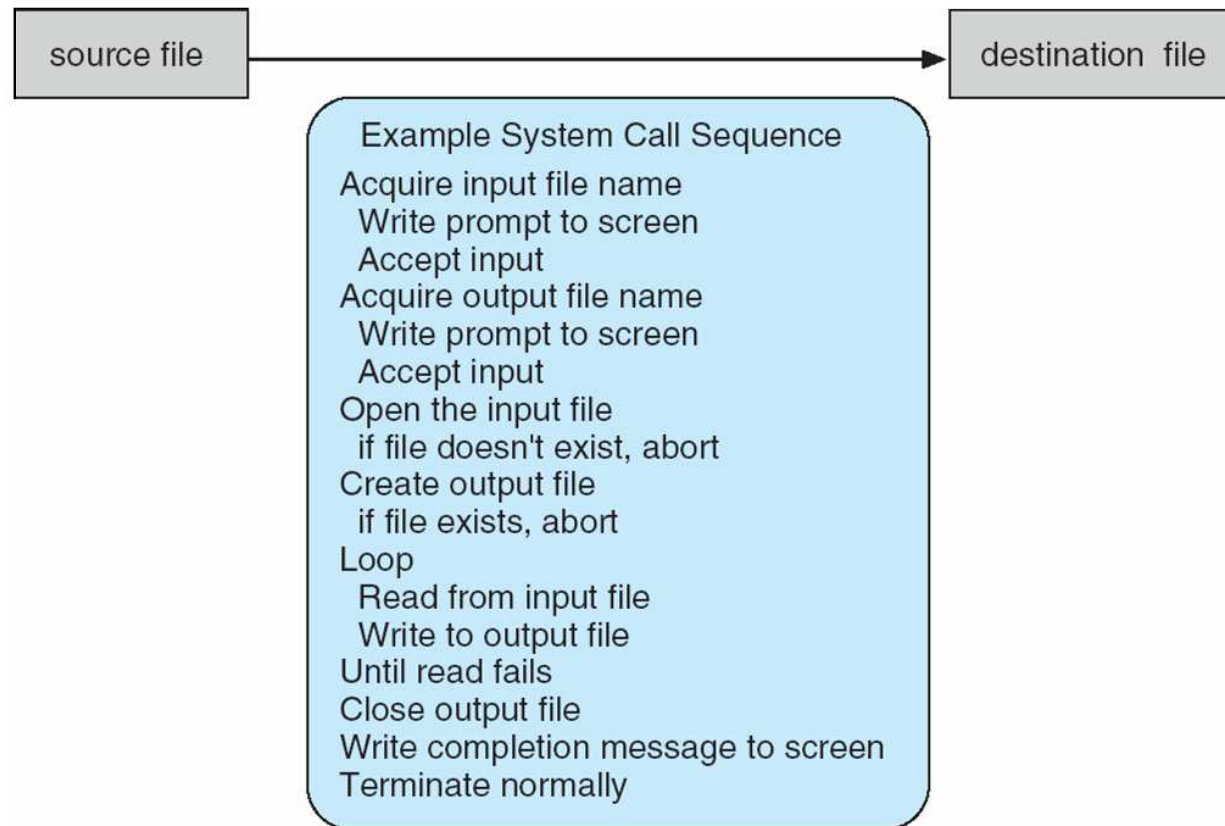 source file
destination file
Example System Call Sequence
Acquire input file name
Write prompt to screen
Accept input
Acquire output file name
Write prompt to screen
Accept input
Open the input file
if file doesn't exist, abort
Create output file
if file exists, abort
Loop
Read from input file
Write to output file
Until read fails
Close output file
Write completion message to screen
Terminate normally